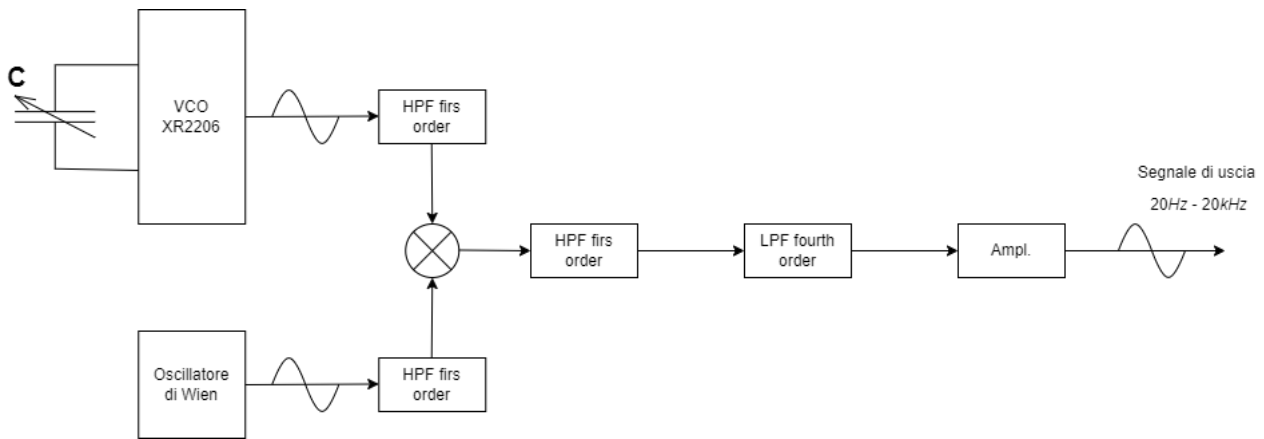 C
VCO
XR2206
HPF firs
order
Segnale di uscia
20Hz - 20kHz
HPF firs
order
LPF fourth
order
Ampl.
Oscillatore
di Wien
HPF firs
order